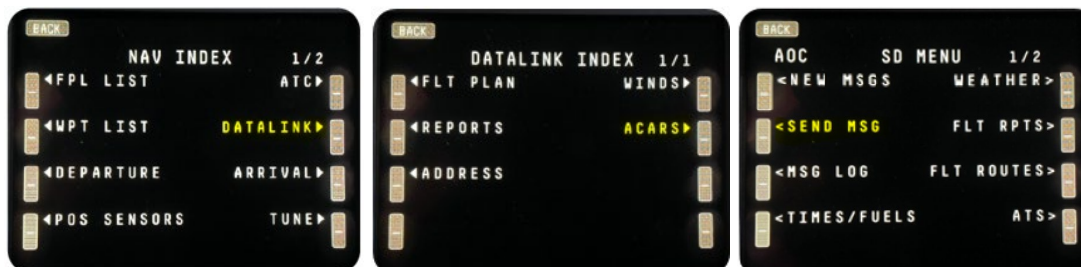 BACK
NAV INDEX 1/2
◄FPL LIST ATC►
◄WPT LIST DATALINK►
◄DEPARTURE ARRIVAL►
◄POS SENSORS TUNE►
BACK
DATALINK INDEX 1/1
◄FLT PLAN WINDS►
◄REPORTS ACARS►
◄ADDRESS
BACK
AOC SD MENU 1/2
<NEW MSGS WEATHER>
<SEND MSG FLT RPTS>
<MSG LOG FLT ROUTES>
<TIMES/FUELS ATS>